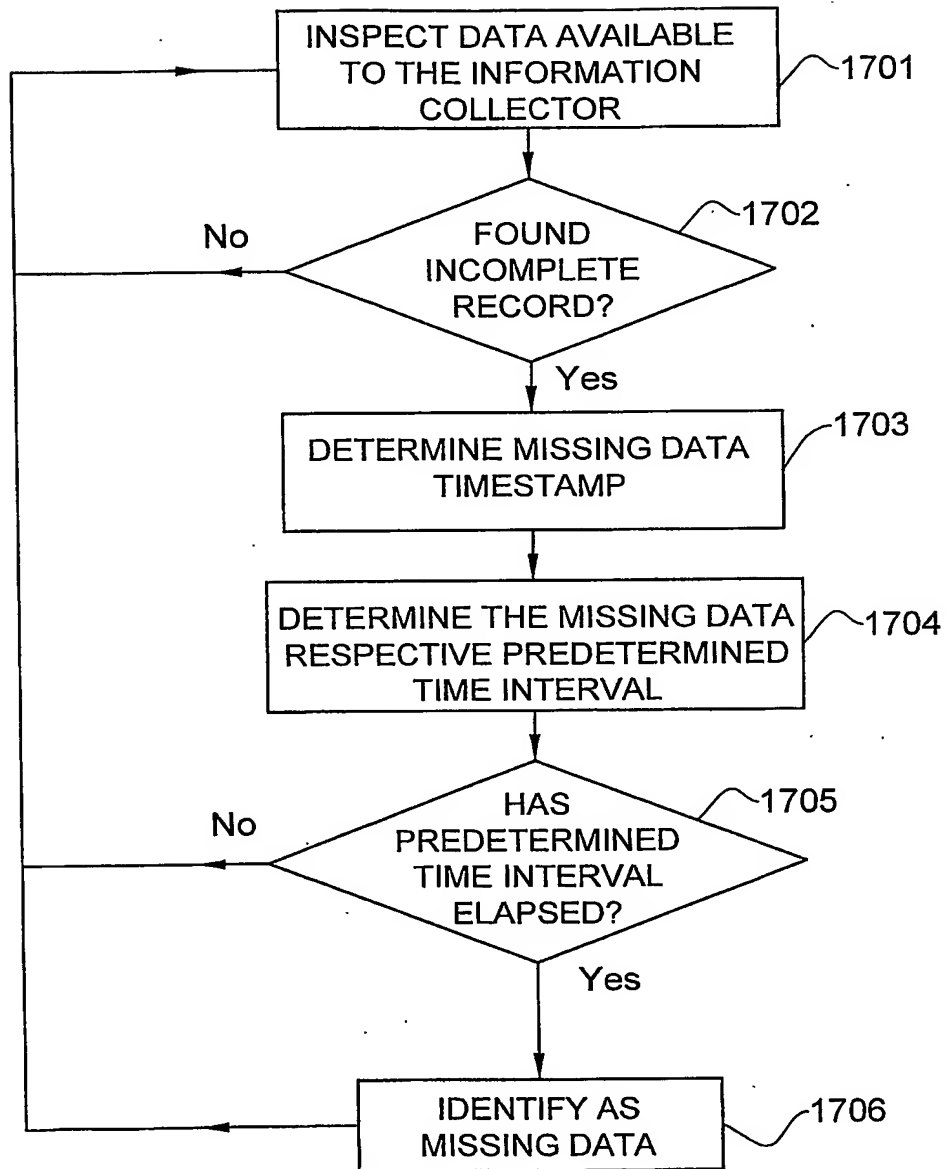 INSPECT DATA AVAILABLE
TO THE INFORMATION
COLLECTOR
1701
1702
No
FOUND
INCOMPLETE
RECORD?
Yes
1703
DETERMINE MISSING DATA
TIMESTAMP
DETERMINE THE MISSING DATA
RESPECTIVE PREDETERMINED
TIME INTERVAL
1704
1705
No
HAS
PREDETERMINED
TIME INTERVAL
ELAPSED?
Yes
IDENTIFY AS
MISSING DATA
1706